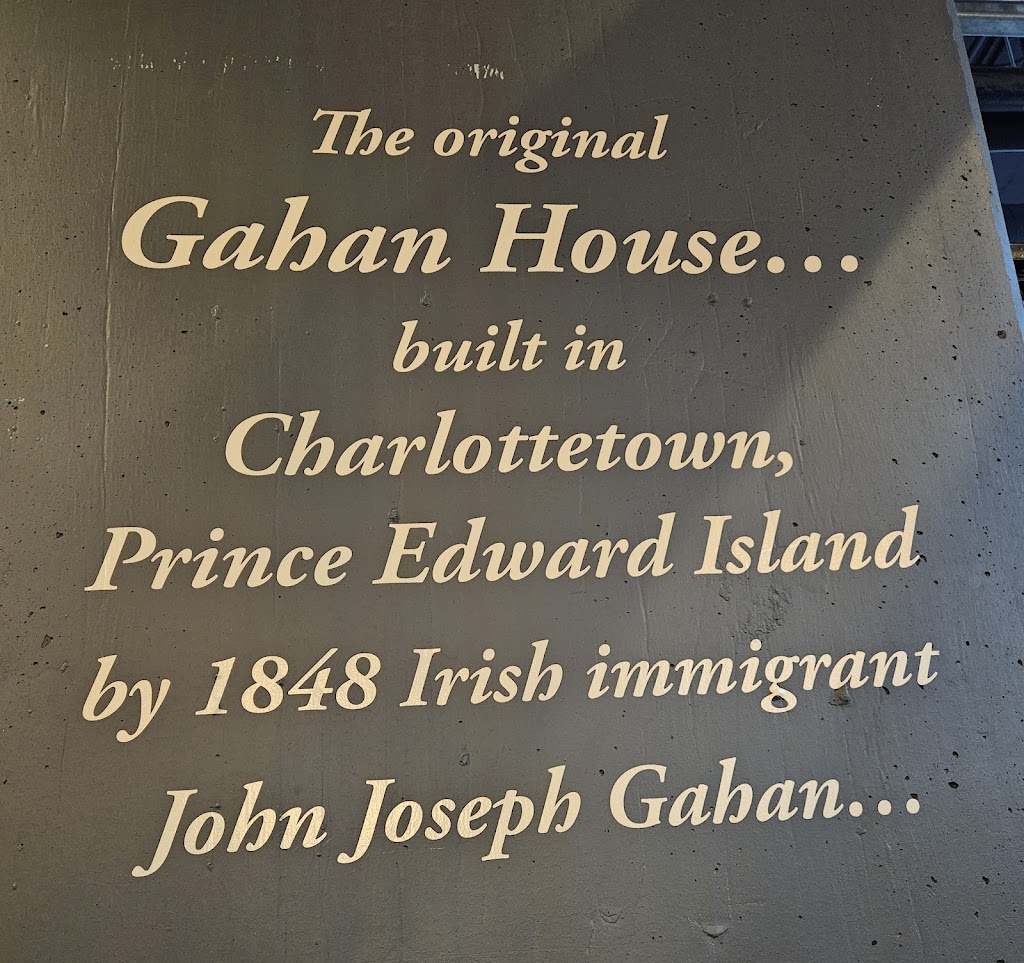 The original
Gahan House...
built in
Charlottetown,
Prince Edward Island
by 1848 Irish immigrant
John Joseph Gahan...